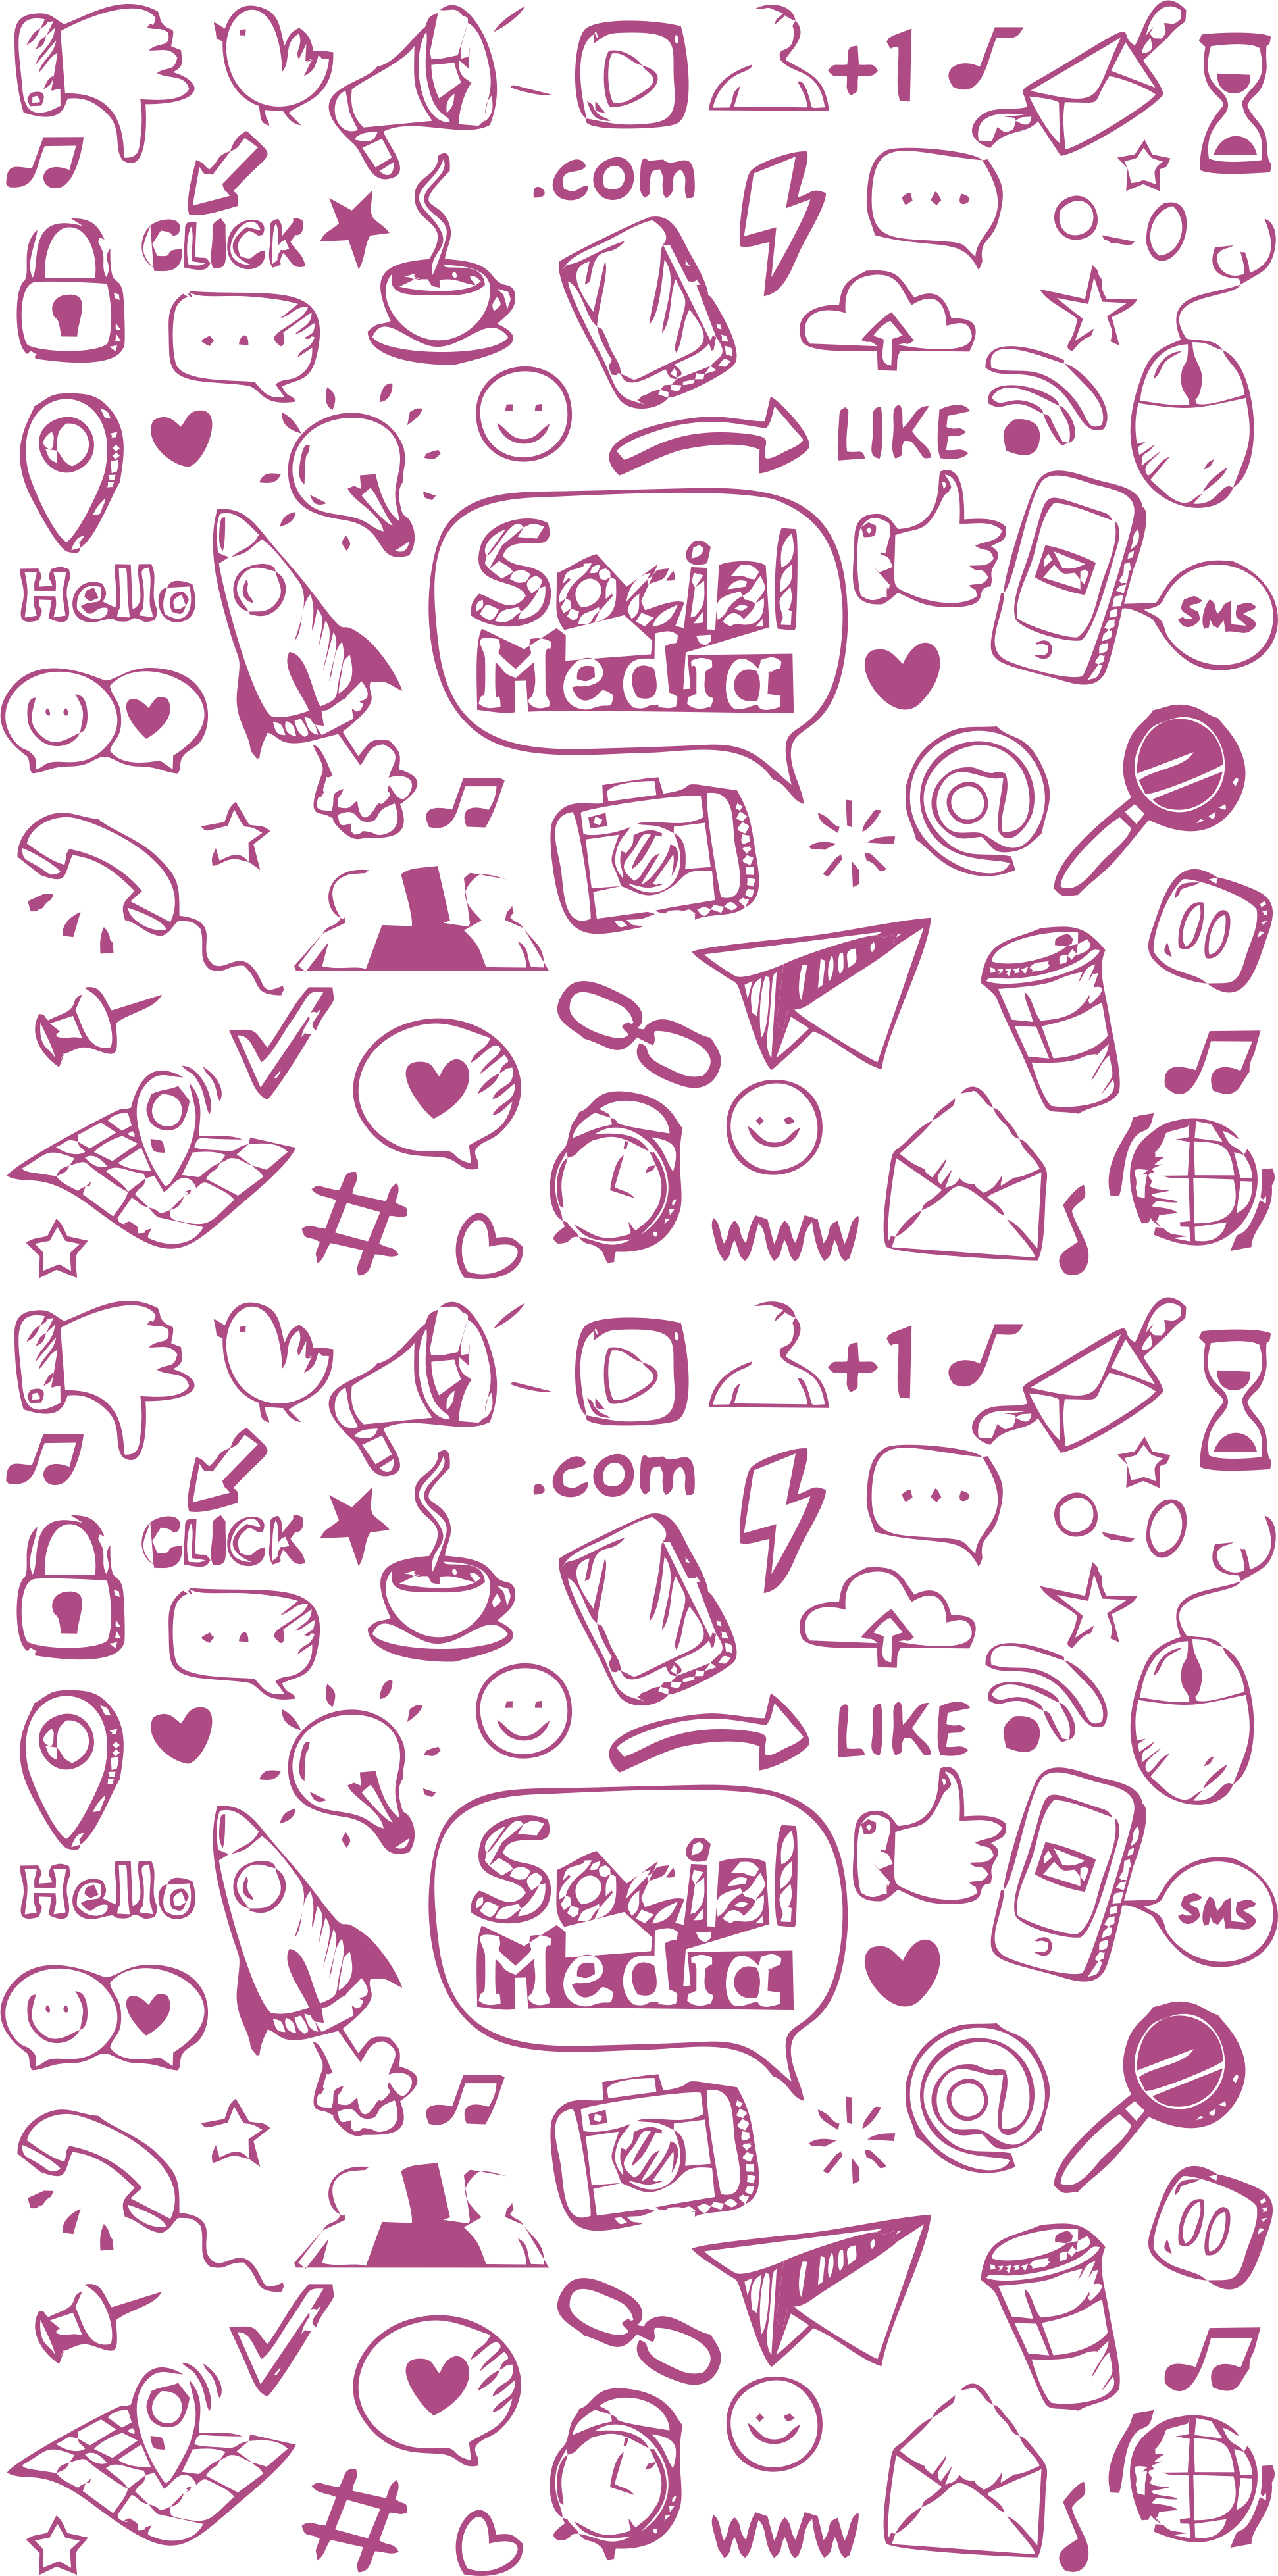 +1
.com
CLICK
LIKE
Social
Media
Hello
SMS
@
#
www
+1
.com
CLICK
LIKE
Social
Media
Hello
SMS
@
#
www